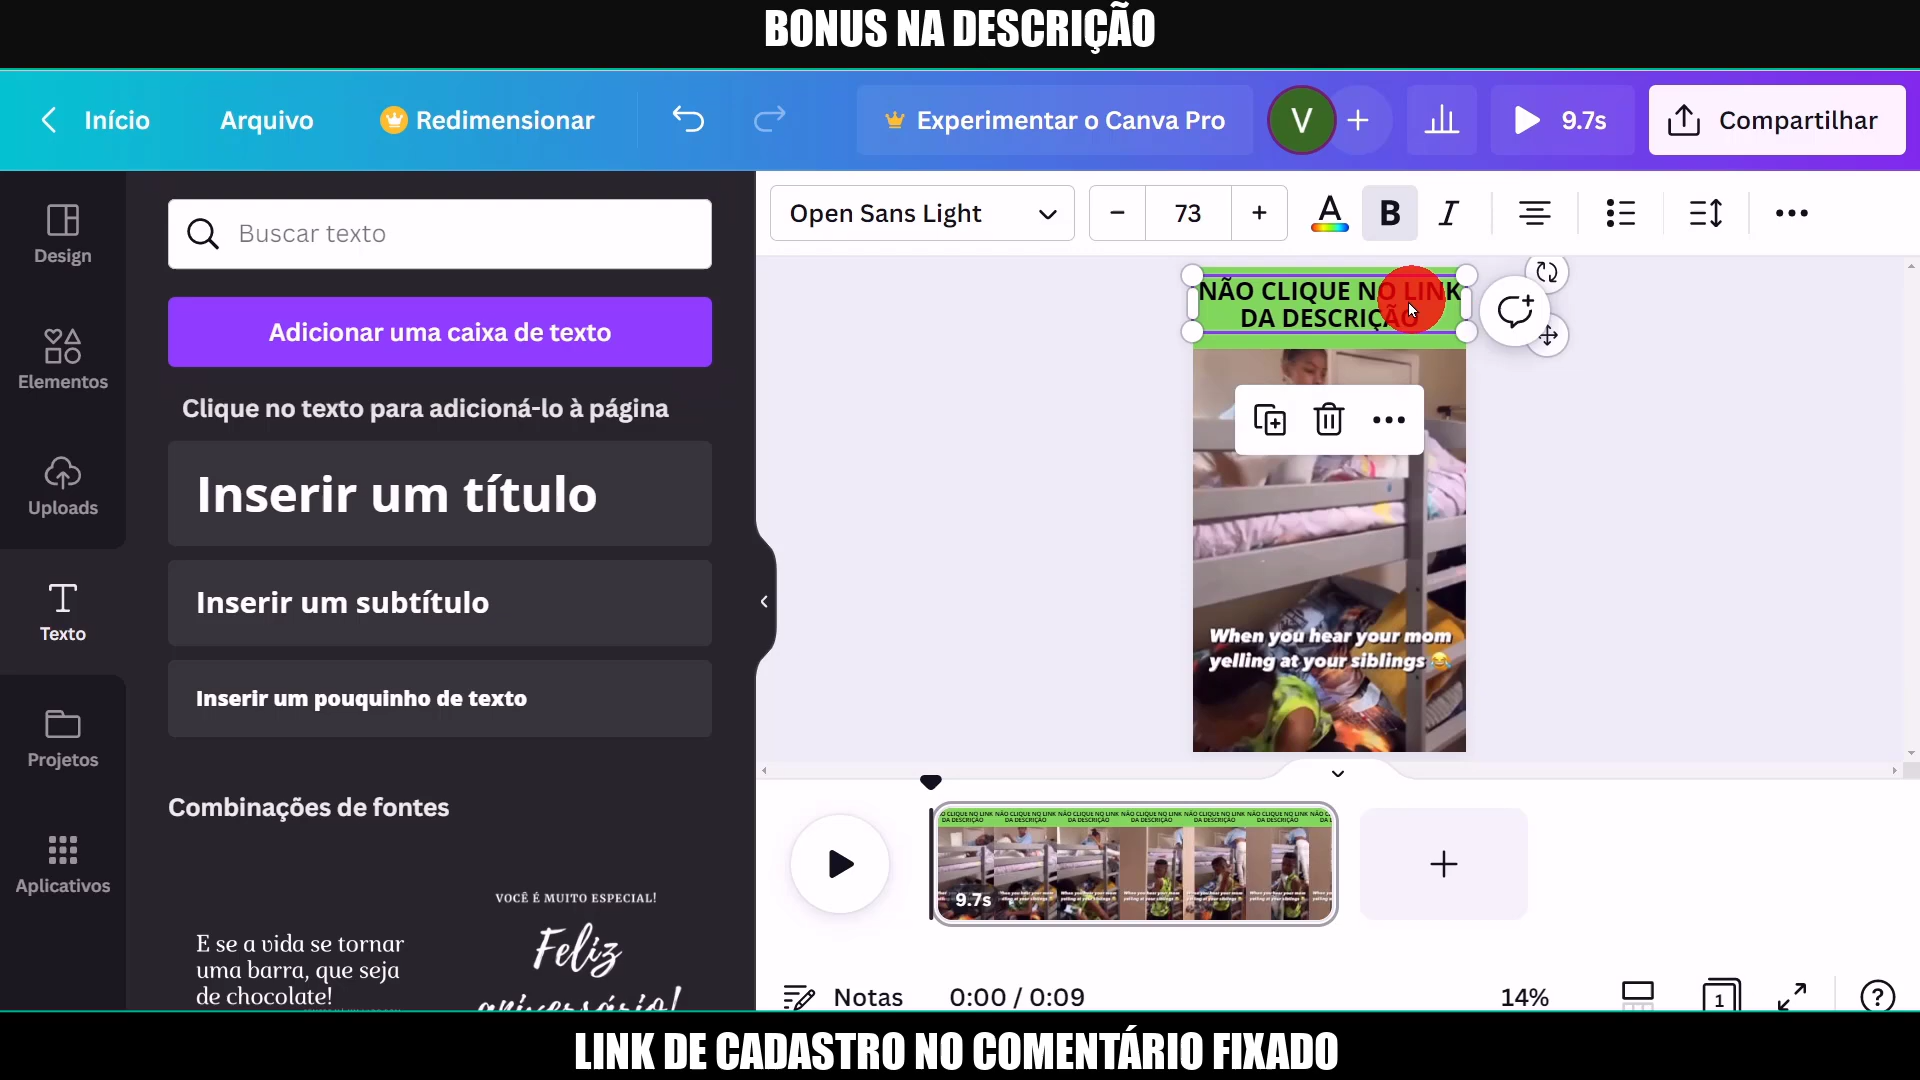 BONUS NA DESCRIÇÃO
Início
Arquivo
Redimensionar
Experimentar o Canva Pro
V
9.7s
Compartilhar
Design
Elementos
Uploads
Texto
Projetos
Aplicativos
Buscar texto
Adicionar uma caixa de texto
Clique no texto para adicioná-lo à página
Inserir um título
Inserir um subtítulo
Inserir um pouquinho de texto
Combinações de fontes
E se a vida se tornar
uma barra, que seja
de chocolate!
VOCÊ É MUITO ESPECIAL!
Feliz
aniversário!
Open Sans Light
73
A
B
I
NÃO CLIQUE NO LINK
DA DESCRIÇÃO
When you hear your mom
yelling at your siblings 😂
9.7s
Notas
0:00 / 0:09
14%
1
?
LINK DE CADASTRO NO COMENTÁRIO FIXADO